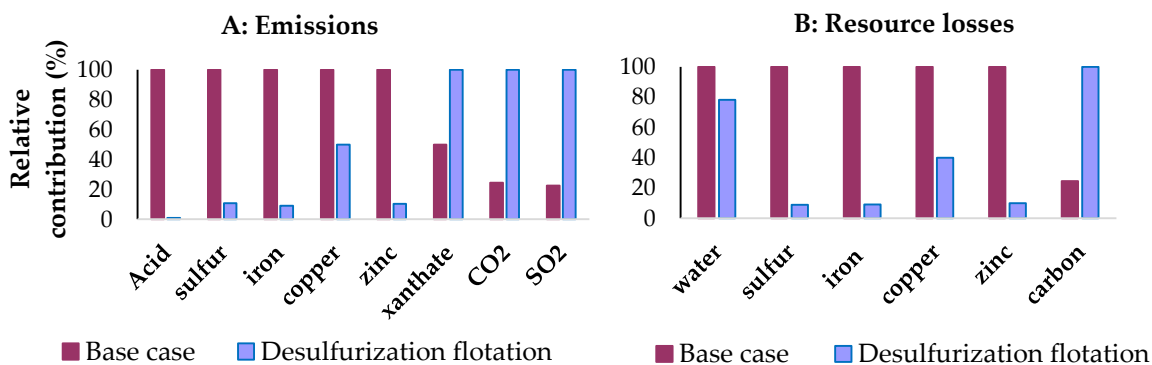 A: Emissions
Relative
contribution (%)
100
80
60
40
20
0
Acid
sulfur
iron
copper
zinc
xanthate
CO2
SO2
Base case
Desulfurization flotation
B: Resource losses
100
80
60
40
20
0
water
sulfur
iron
copper
zinc
carbon
Base case
Desulfurization flotation